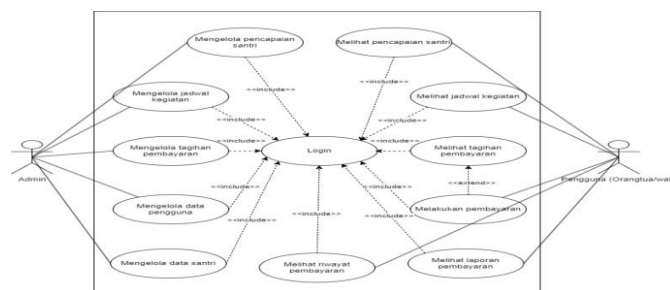 Mengelola pencapaian
santri
Melihat pencapaian santri
<<include>>
<<include>>
Mengelola jadwal
kegiatan
Melihat jadwal kegiatan
<<include>>
<<include>>
Mengelola tagihan
pembayaran
<<include>>
Login
<<include>>
Melihat tagihan
pembayaran
Admin
Pengguna (Orangtua/wali
<<include>>
<<include>>
<<extend>>
Mengelola data
pengguna
<<include>>
<<include>>
<<include>>
Melakukan pembayaran
Mengelola data santri
Melihat riwayat
pembayaran
Melihat laporan
pembayaran